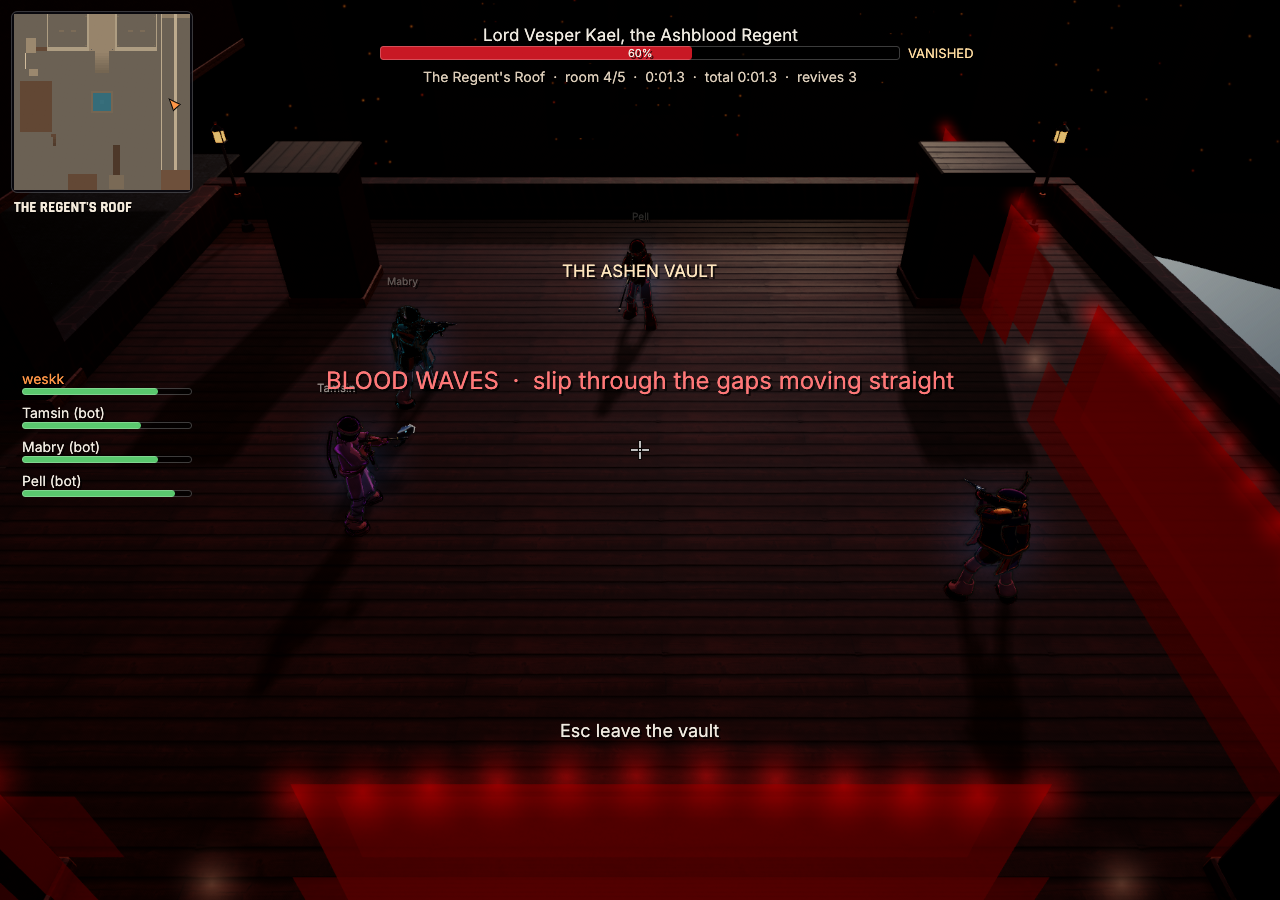 Lord Vesper Kael, the Ashblood Regent
60%
VANISHED
The Regent's Roof · room 4/5 · 0:01.3 · total 0:01.3 · revives 3
THE REGENT'S ROOF
Pell
THE ASHEN VAULT
Mabry
BLOOD WAVES · slip through the gaps moving straight
weskk
Tamsin (bot)
Mabry (bot)
Pell (bot)
Esc leave the vault